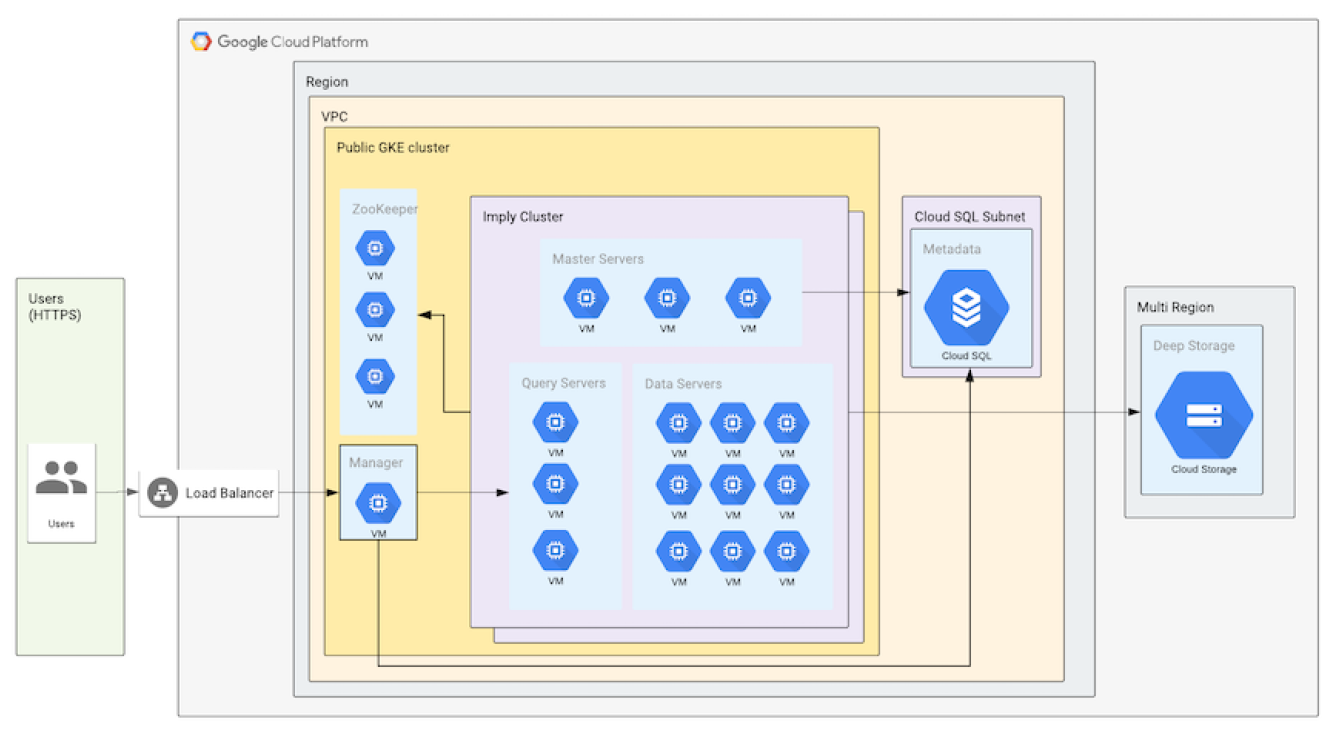 Google Cloud Platform
Region
VPC
Public GKE cluster
ZooKeeper
VM
VM
VM
Imply Cluster
Master Servers
VM
VM
VM
Cloud SQL Subnet
Metadata
Cloud SQL
Users
(HTTPS)
Users
Load Balancer
Manager
VM
Query Servers
VM
VM
VM
Data Servers
VM
VM
VM
VM
VM
VM
VM
VM
VM
Multi Region
Deep Storage
Cloud Storage